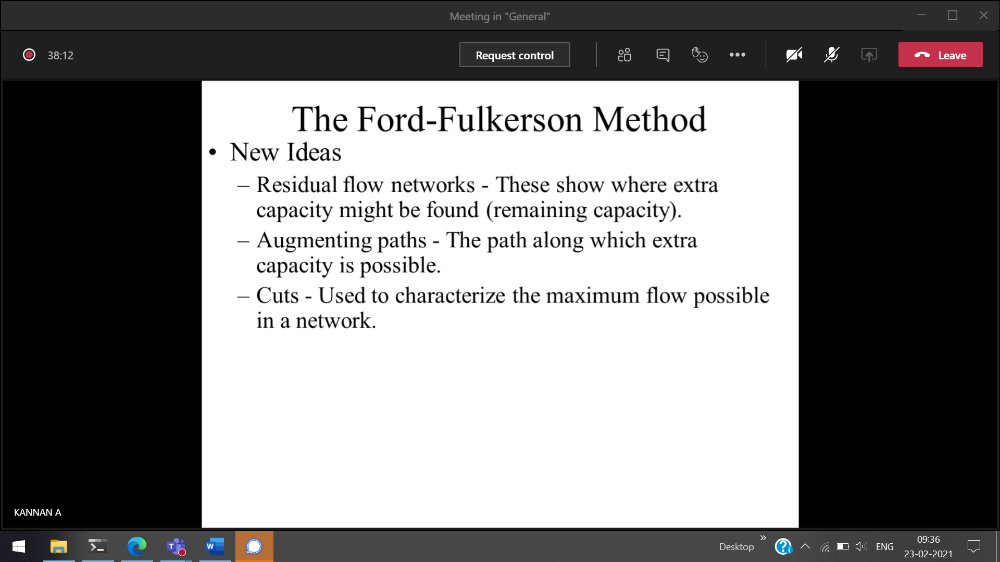 Meeting in "General"
38:12
Request control
Leave
The Ford-Fulkerson Method
• New Ideas
– Residual flow networks - These show where extra
capacity might be found (remaining capacity).
– Augmenting paths - The path along which extra
capacity is possible.
– Cuts - Used to characterize the maximum flow possible
in a network.
KANNAN A
Desktop
ENG
09:36
23-02-2021